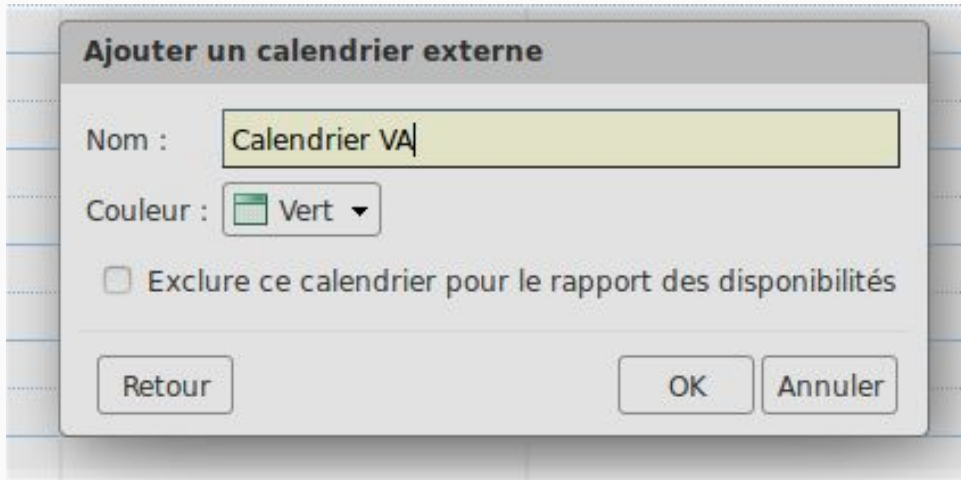 Ajouter un calendrier externe
Nom : Calendrier VA
Couleur : Vert
Exclure ce calendrier pour le rapport des disponibilités
Retour OK Annuler